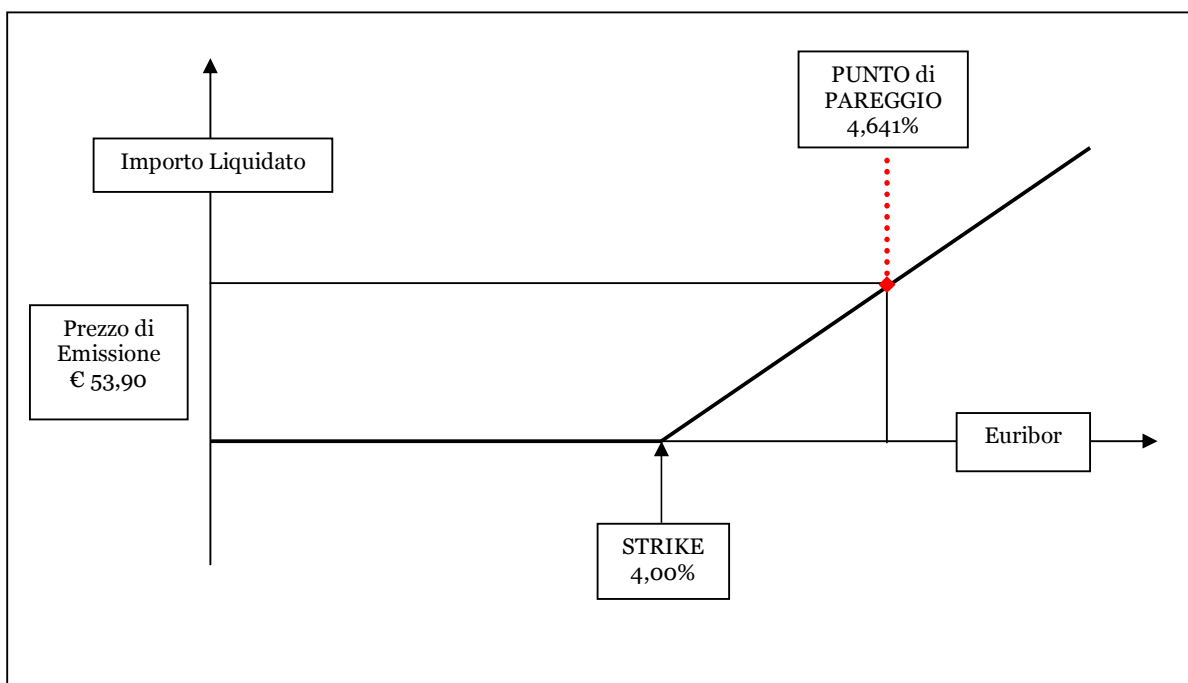 PUNTO di
PAREGGIO
4,641%
Importo Liquidato
Prezzo di
Emissione
€ 53,90
Euribor
STRIKE
4,00%